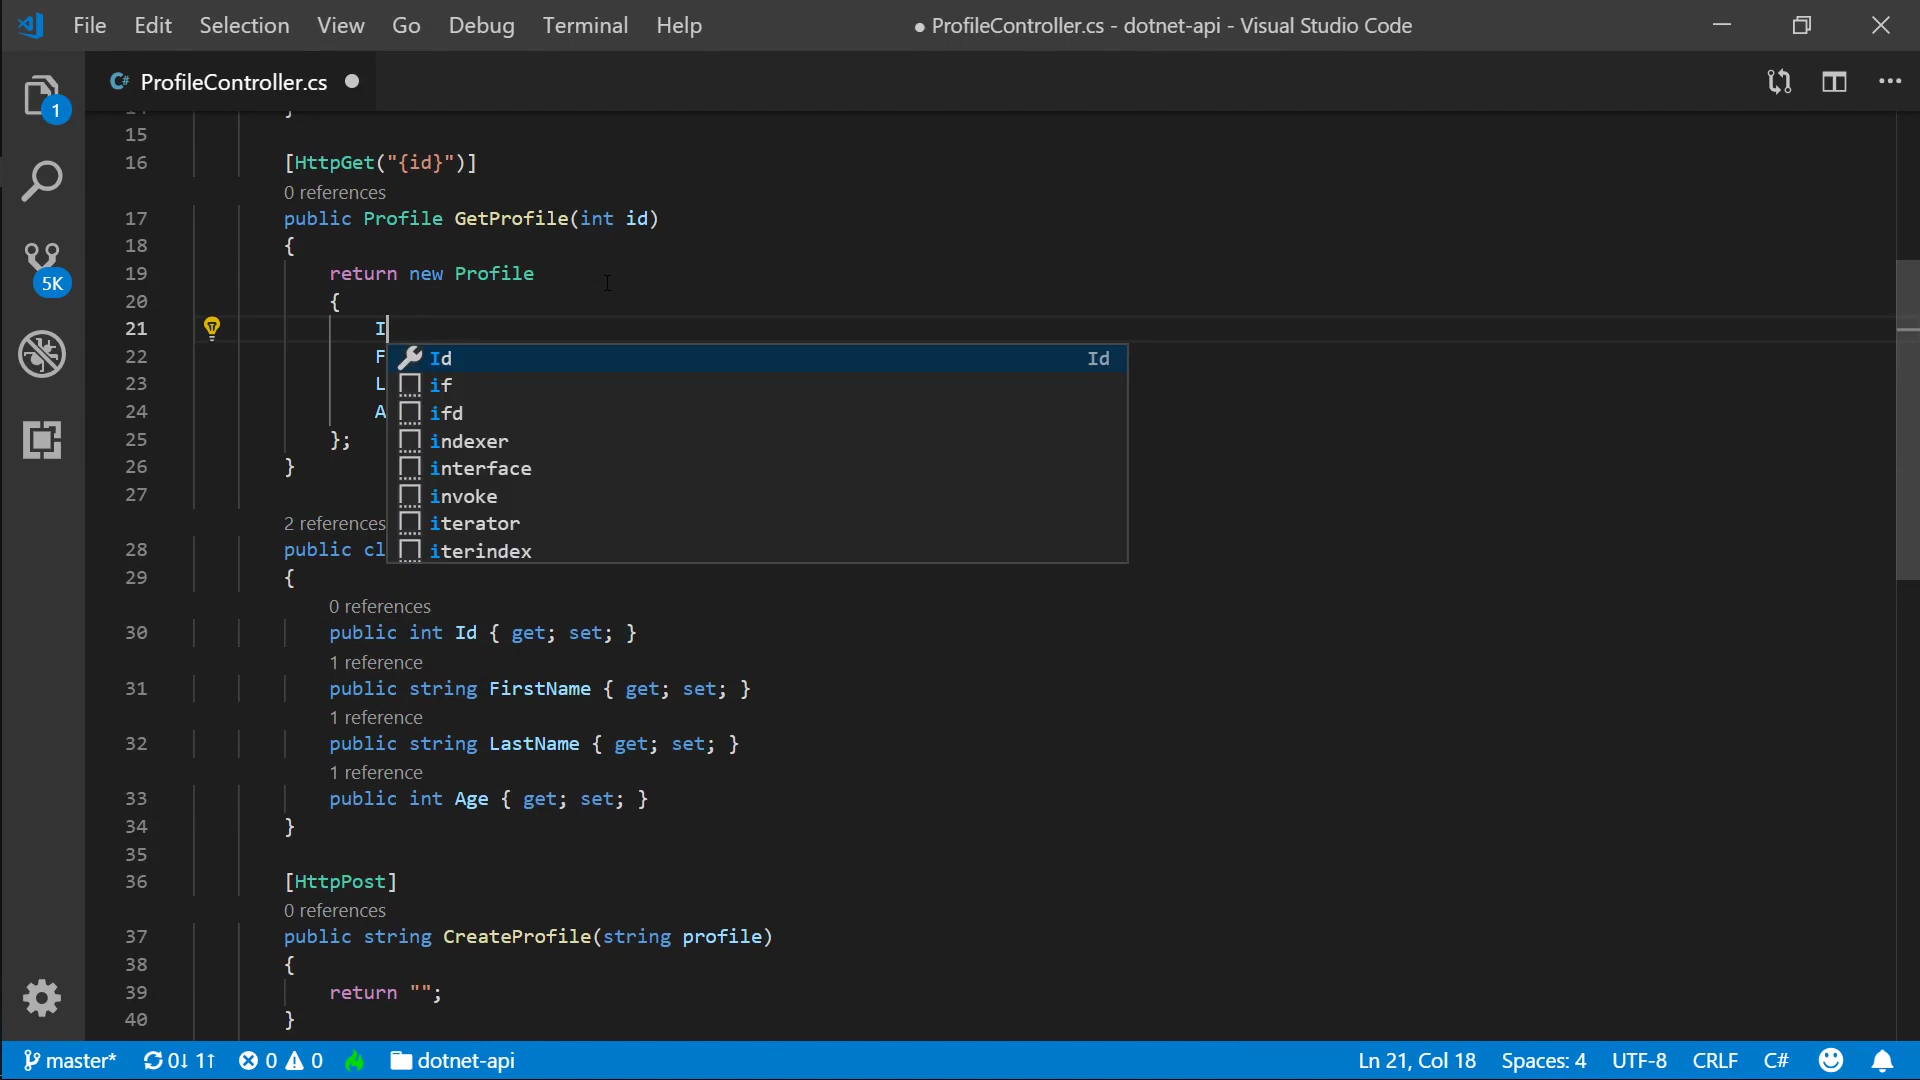 File Edit Selection View Go Debug Terminal Help ● ProfileController.cs - dotnet-api - Visual Studio Code
1
5K
C# ProfileController.cs ●
15
16 [HttpGet("{id}")]
0 references
17 public Profile GetProfile(int id)
18 {
19 return new Profile
20 {
21 I
22 F
23 L
24 A
25 };
26 }
27
Id Id
if
ifd
indexer
interface
invoke
iterator
iterindex
2 references
28 public cl
29 {
0 references
30 public int Id { get; set; }
1 reference
31 public string FirstName { get; set; }
1 reference
32 public string LastName { get; set; }
1 reference
33 public int Age { get; set; }
34 }
35
36 [HttpPost]
0 references
37 public string CreateProfile(string profile)
38 {
39 return "";
40 }
master* 0↓ 1↑ 0 0 dotnet-api Ln 21, Col 18 Spaces: 4 UTF-8 CRLF C#